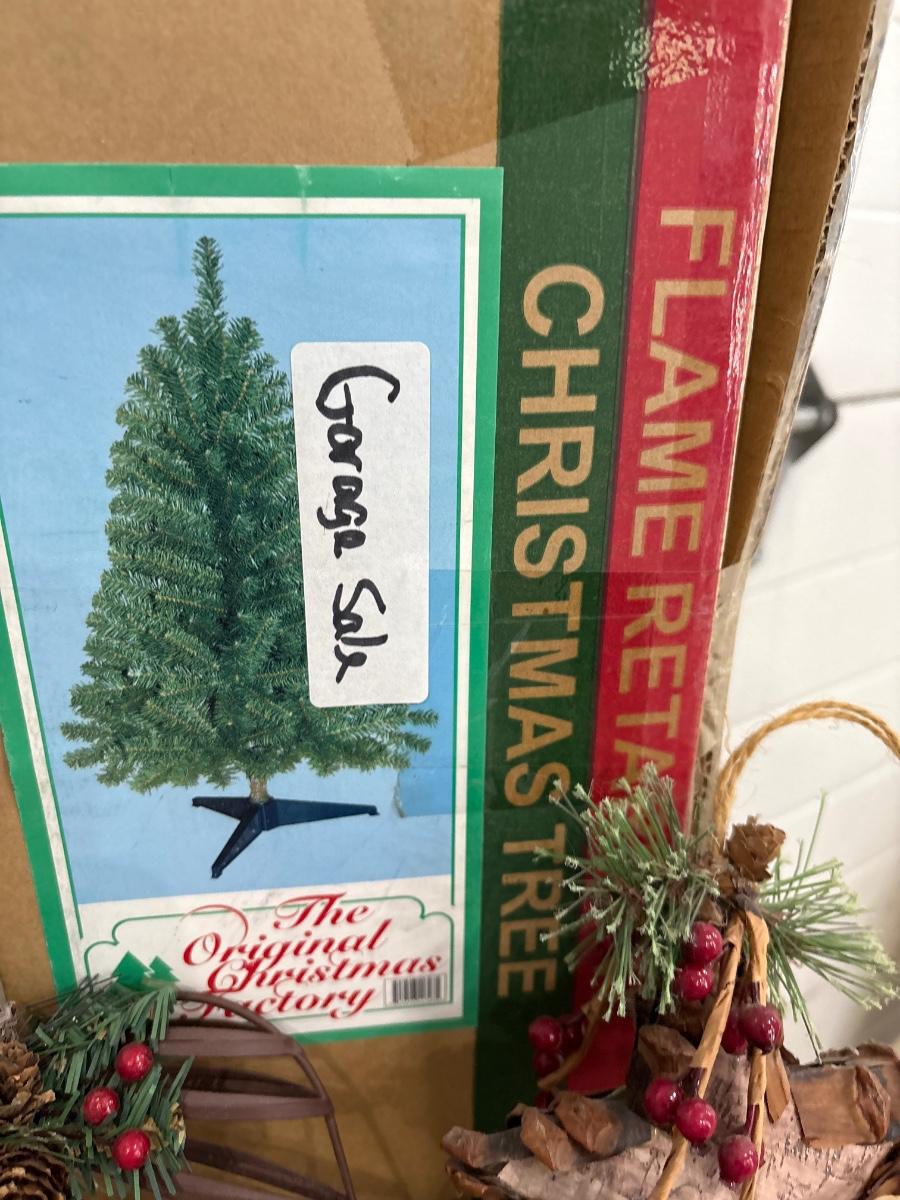 FLAME RETA
CHRISTMAS TREE
Garage Sale
The
Original
Christmas
Factory